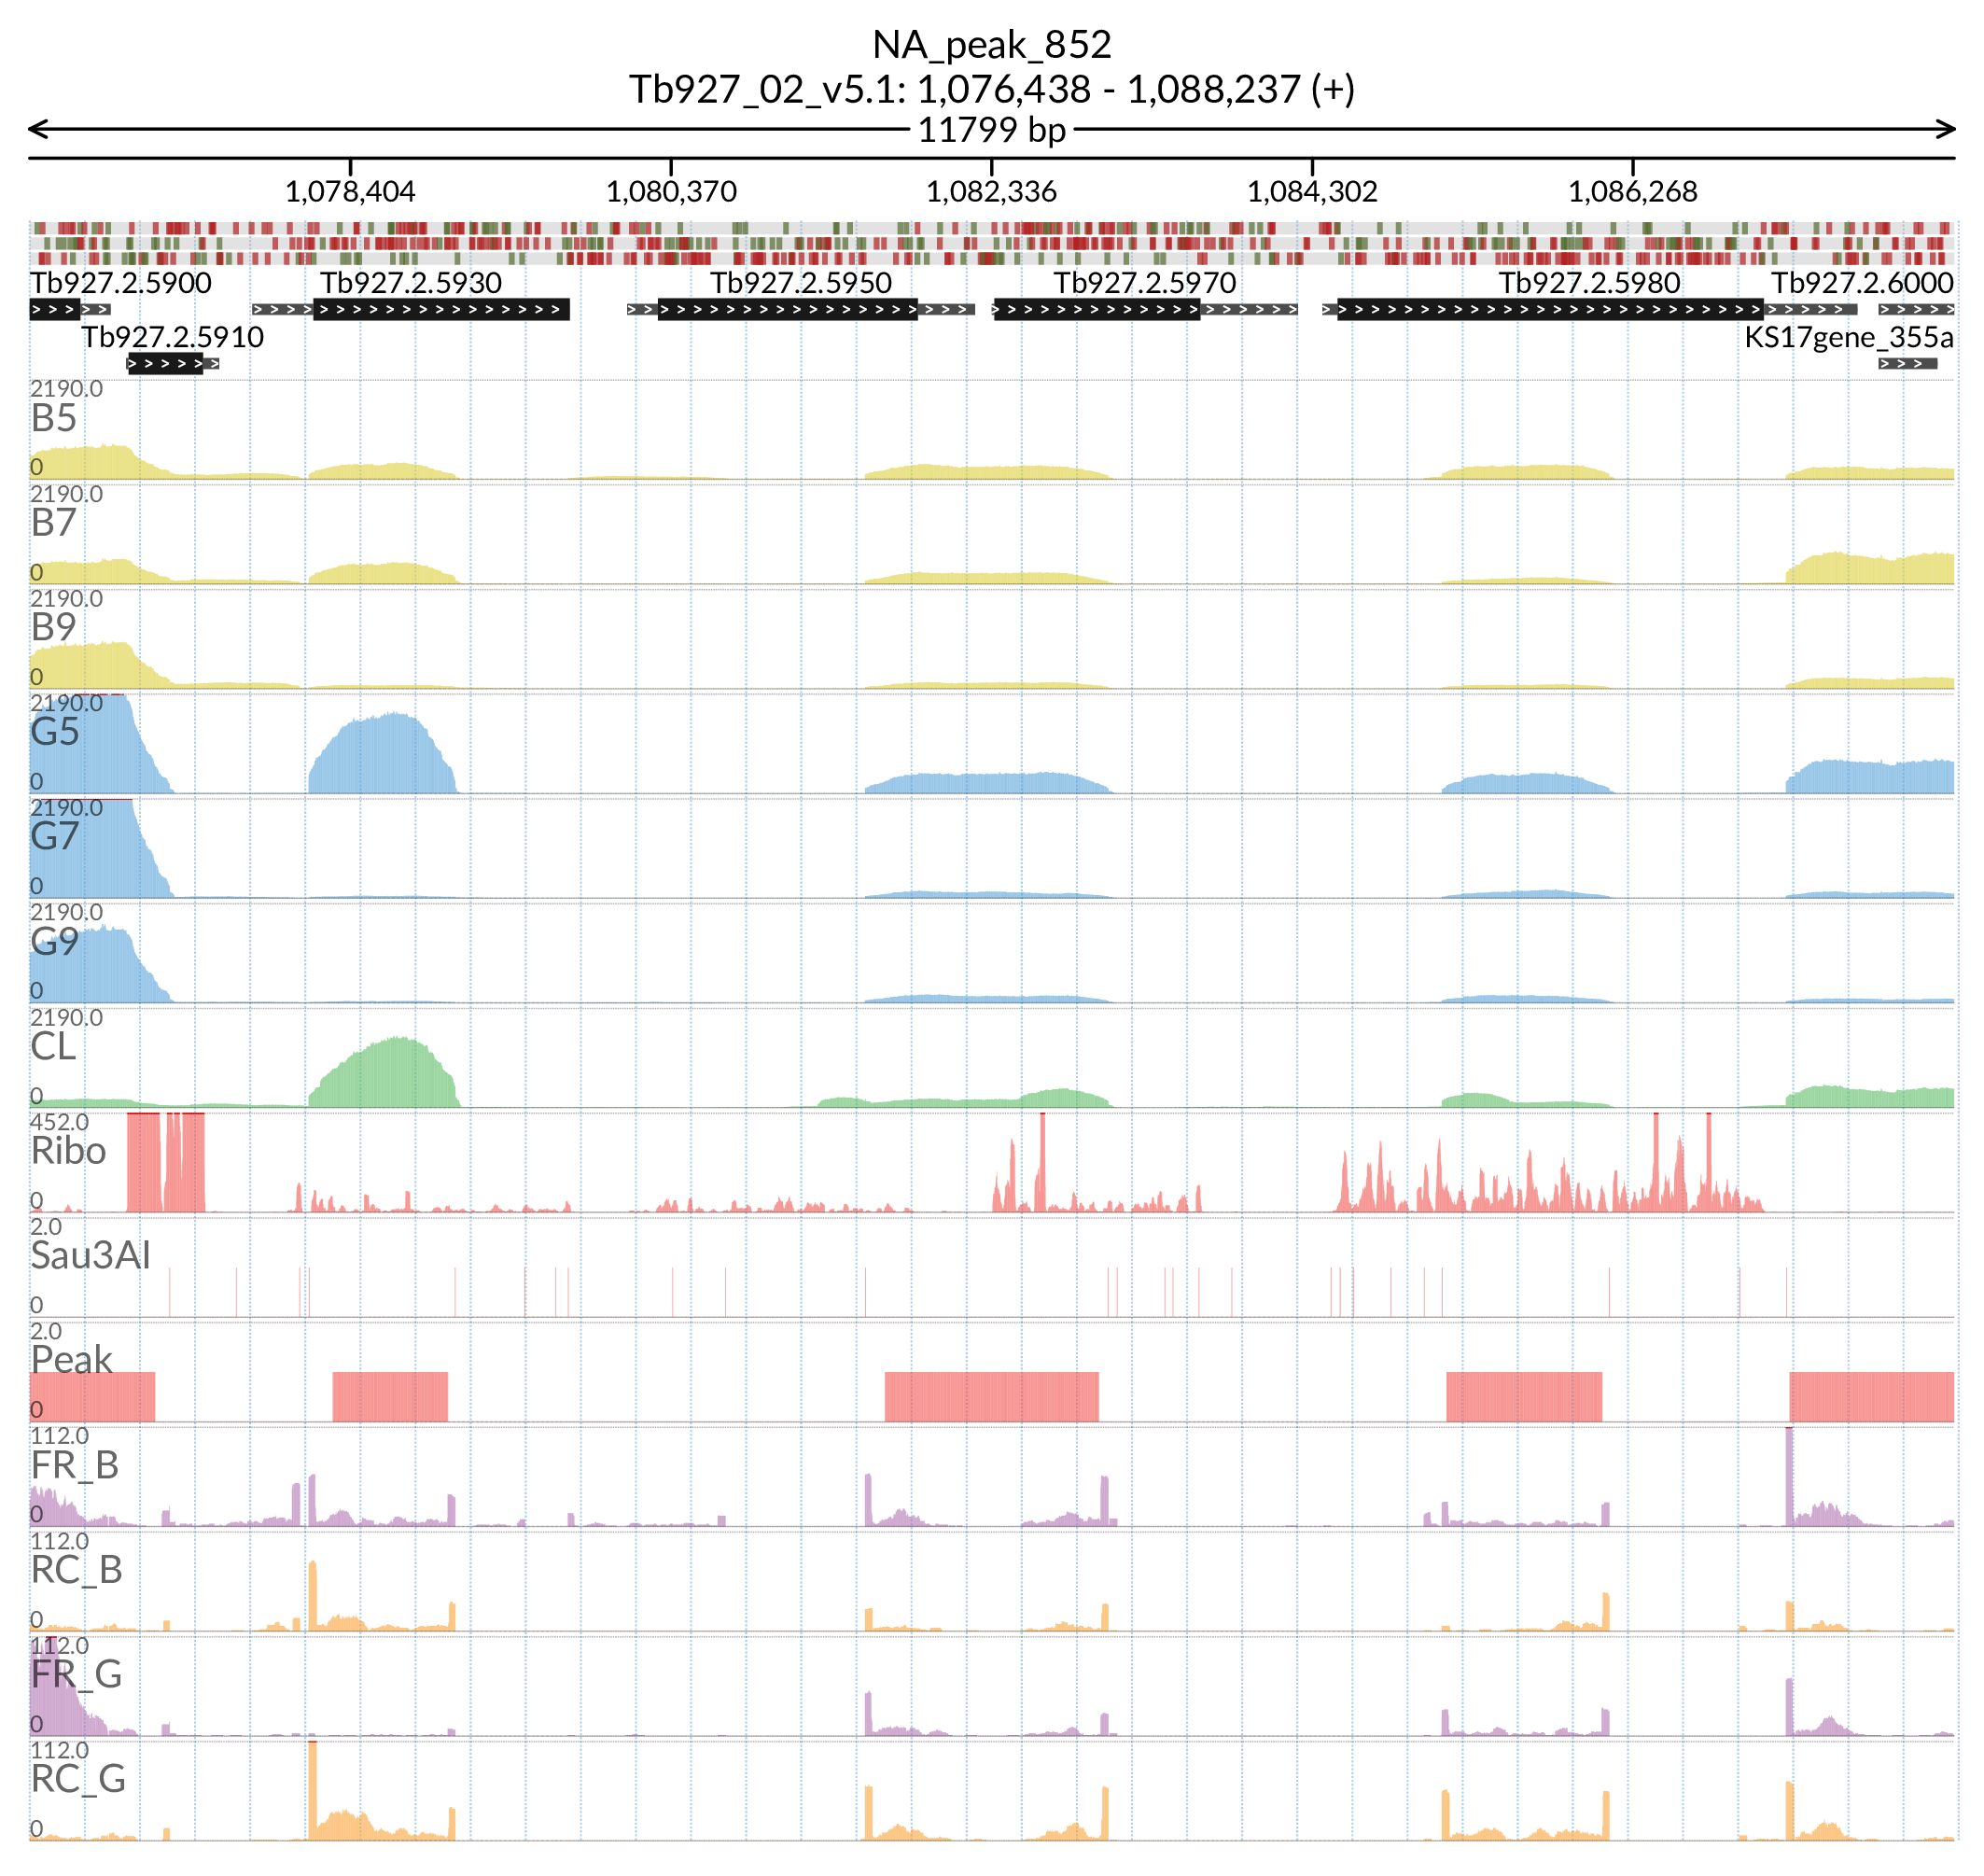 NA_peak_852
Tb927_02_v5.1: 1,076,438 - 1,088,237 (+)
11799 bp
1,078,404 1,080,370 1,082,336 1,084,302 1,086,268
Tb927.2.5900 Tb927.2.5930 Tb927.2.5950 Tb927.2.5970 Tb927.2.5980 Tb927.2.6000
Tb927.2.5910 KS17gene_355a
2190.0
B5
0
2190.0
B7
0
2190.0
B9
0
2190.0
G5
0
2190.0
G7
0
2190.0
G9
0
2190.0
CL
0
452.0
Ribo
0
2.0
Sau3AI
0
2.0
Peak
0
112.0
FR_B
0
112.0
RC_B
0
112.0
FR_G
0
112.0
RC_G
0